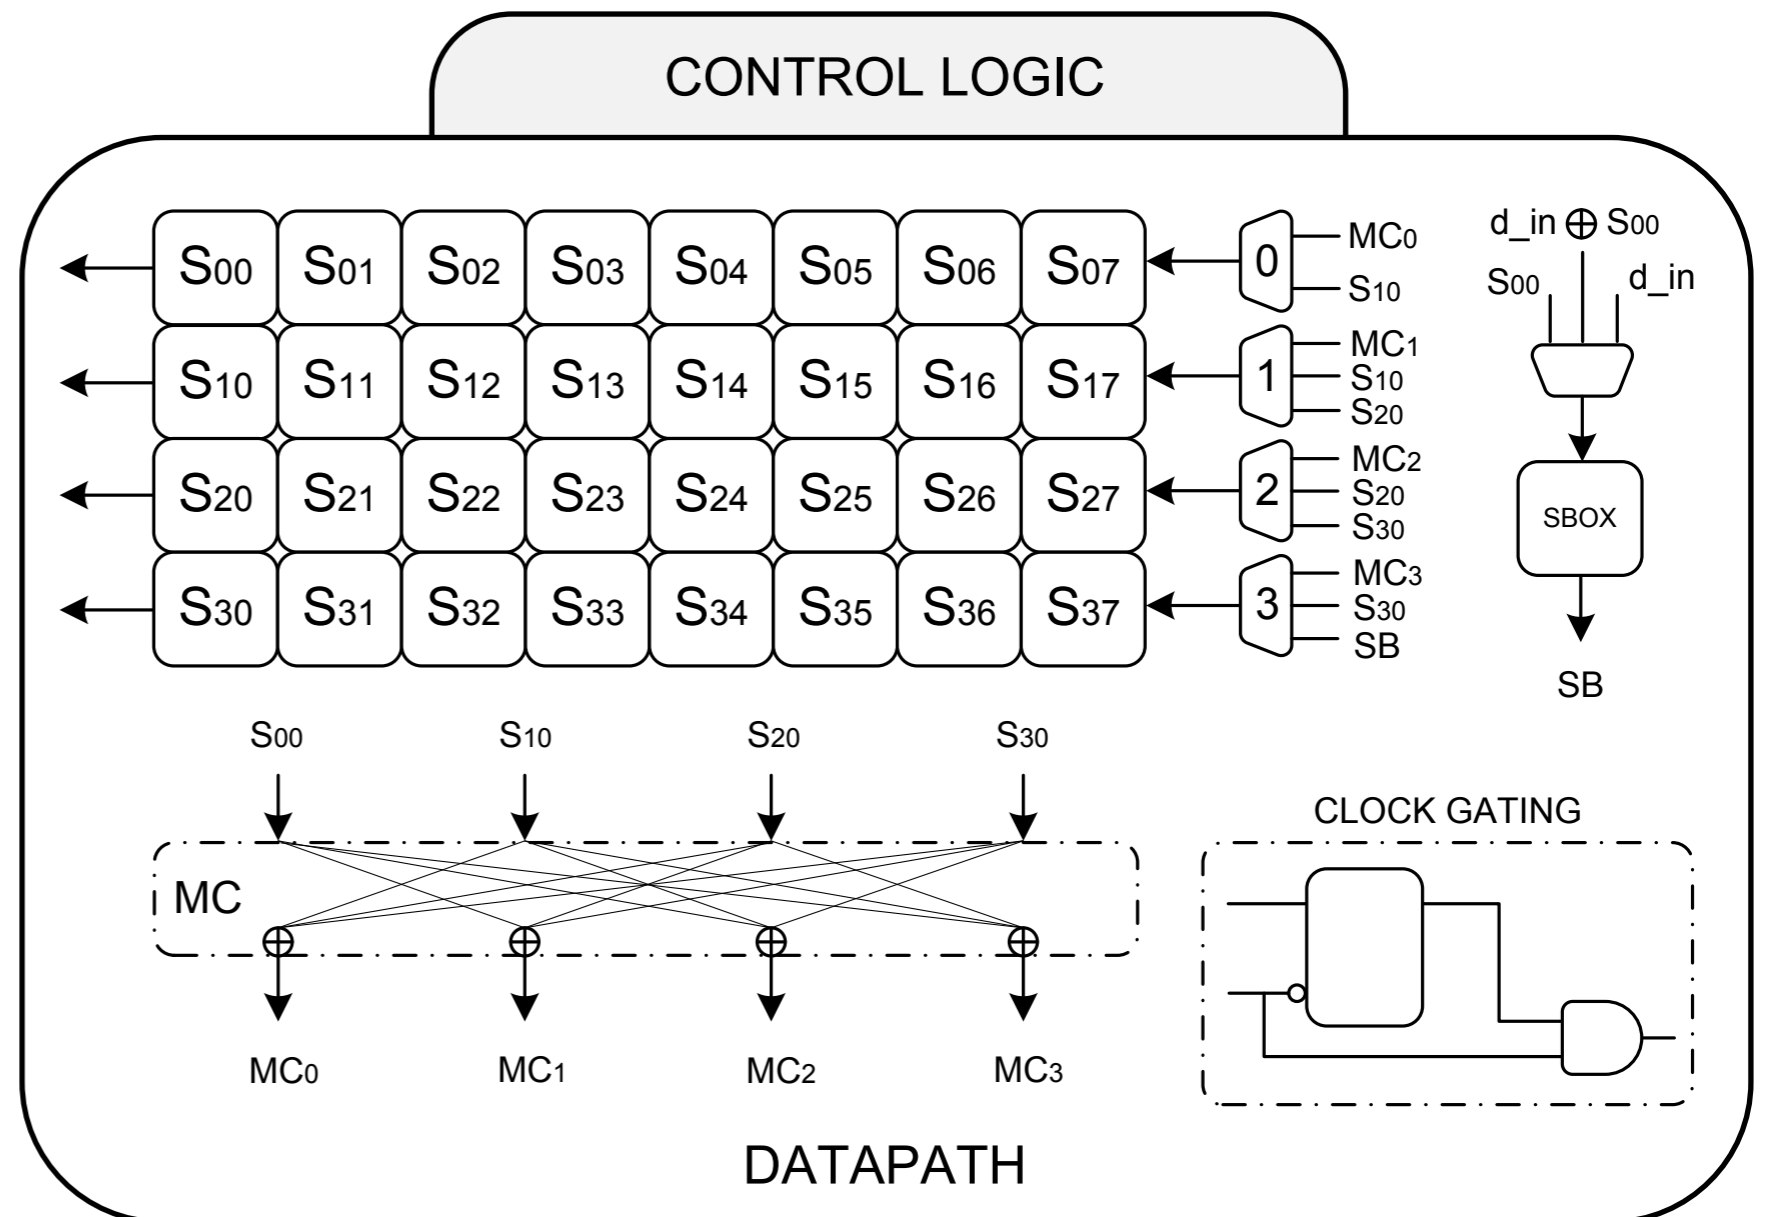 CONTROL LOGIC
S00 S01 S02 S03 S04 S05 S06 S07
S10 S11 S12 S13 S14 S15 S16 S17
S20 S21 S22 S23 S24 S25 S26 S27
S30 S31 S32 S33 S34 S35 S36 S37
0
MC0
S10
1
MC1
S10
S20
2
MC2
S20
S30
3
MC3
S30
SB
d_in ⊕ S00
S00 d_in
SBOX
SB
S00 S10 S20 S30
MC
MC0 MC1 MC2 MC3
CLOCK GATING
DATAPATH